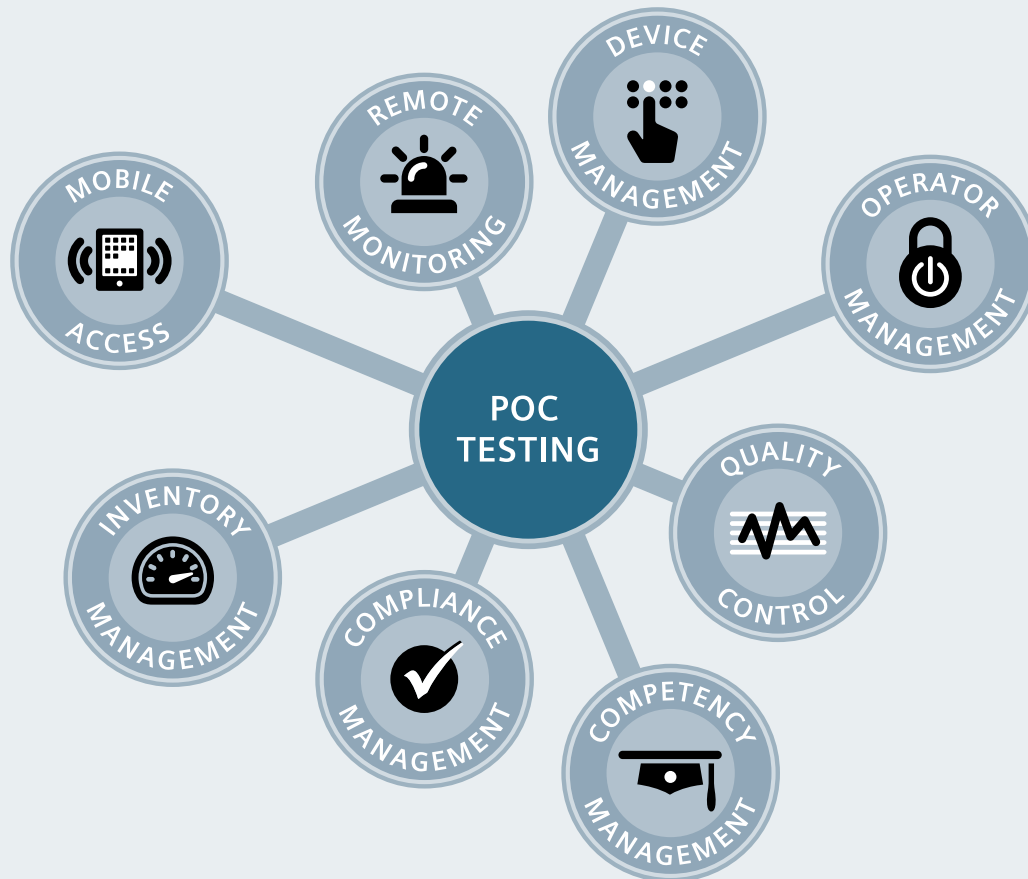 DEVICE
MANAGEMENT
REMOTE
MONITORING
MOBILE
ACCESS
OPERATOR
MANAGEMENT
POC
TESTING
QUALITY
CONTROL
INVENTORY
MANAGEMENT
COMPLIANCE
MANAGEMENT
COMPETENCY
MANAGEMENT